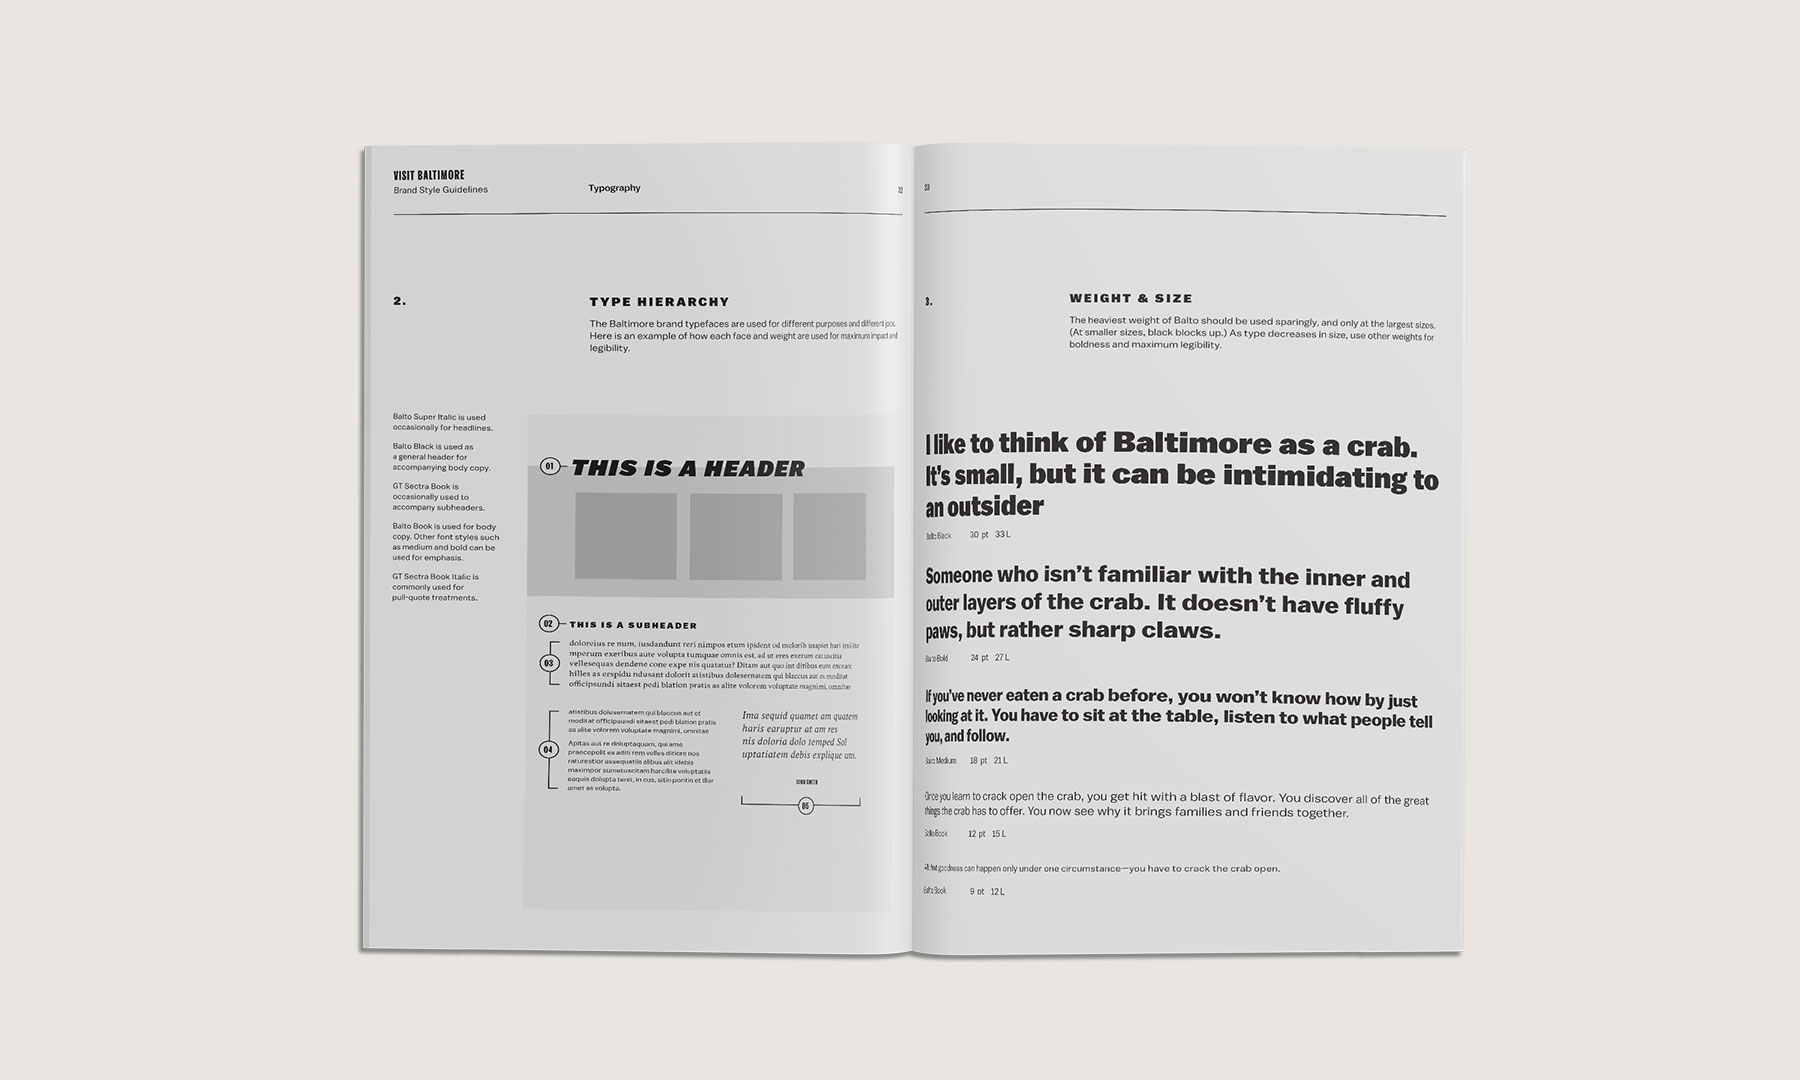 VISIT BALTIMORE
Brand Style Guidelines
Typography
32
2.
TYPE HIERARCHY
The Baltimore brand typefaces are used for different purposes and different jobs.
Here is an example of how each face and weight are used for maximum impact and
legibility.
Balto Super Italic is used
occasionally for headlines.
Balto Black is used as
a general header for
accompanying body copy.
GT Sectra Book is
occasionally used to
accompany subheaders.
Balto Book is used for body
copy. Other font styles such
as medium and bold can be
used for emphasis.
GT Sectra Book Italic is
commonly used for
pull-quote treatments.
01
THIS IS A HEADER
02
THIS IS A SUBHEADER
03
doloreius re num, iusdandunt reri nimpos etum ipident od molorib usapiet hari imilite
mperum exeribus aute volupta tumquae omnis est, ad ut eres exerum eatuscitia
vellesequas dendene cone expe nis quatatur? Ditam aut quo int ditibus eum exceare
hilles as erspidu ndusant dolorit atistibus dolesernatem qui blaccus aut es moditat
officipsundi sitaest pedi blation pratis as alite volorem voluptate magnimi, omnitae
04
atistibus dolesernatem qui blaccus aut et
moditat officipsundi sitaest pedi blation pratis
as alite volorem voluptate magnimi, omnitae
Apitas aut re doluptaquam, qui ame
praecepelit es aditi rem velles ditiore nos
raturestior assequatiis alibus alit idebis
maximpor sumetuscitam harcilite voluptatiis
eaquis dolupta tenit, in cus, sitin poritin et illor
amet as volupta.
Ima sequid quamet am quatem
haris earuptur at am res
nis doloria dolo temped Sol
uptatiatem debis explique uni.
JOHN SMITH
05
33
3.
WEIGHT & SIZE
The heaviest weight of Balto should be used sparingly, and only at the largest sizes.
(At smaller sizes, black blocks up.) As type decreases in size, use other weights for
boldness and maximum legibility.
I like to think of Baltimore as a crab.
It's small, but it can be intimidating to
an outsider
Balto Black 30 pt 33 L
Someone who isn't familiar with the inner and
outer layers of the crab. It doesn't have fluffy
paws, but rather sharp claws.
Balto Bold 24 pt 27 L
If you've never eaten a crab before, you won't know how by just
looking at it. You have to sit at the table, listen to what people tell
you, and follow.
Balto Medium 18 pt 21 L
Once you learn to crack open the crab, you get hit with a blast of flavor. You discover all of the great
things the crab has to offer. You now see why it brings families and friends together.
Balto Book 12 pt 15 L
All that goodness can happen only under one circumstance—you have to crack the crab open.
Balto Book 9 pt 12 L